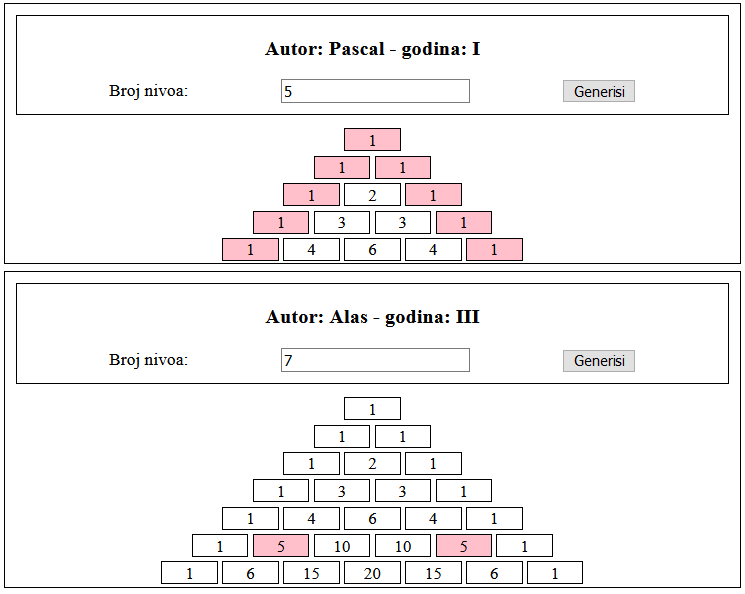 Autor: Pascal - godina: I
Broj nivoa: 5 Generisi
1
1 1
1 2 1
1 3 3 1
1 4 6 4 1
Autor: Alas - godina: III
Broj nivoa: 7 Generisi
1
1 1
1 2 1
1 3 3 1
1 4 6 4 1
1 5 10 10 5 1
1 6 15 20 15 6 1